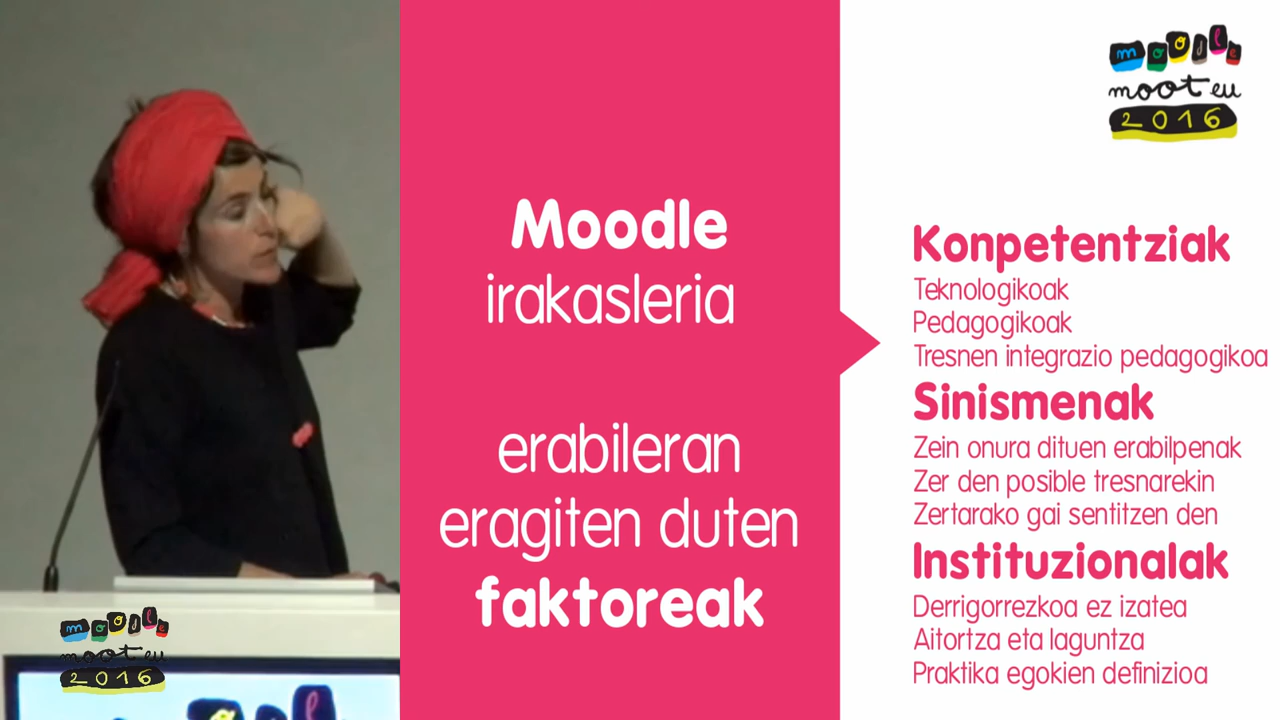 Moodle
irakasleria
erabileran
eragiten duten
faktoreak
moodle
moot eu
2016
Konpetentziak
Teknologikoak
Pedagogikoak
Tresnen integrazio pedagogikoa
Sinismenak
Zein onura dituen erabilpenak
Zer den posible tresnarekin
Zertarako gai sentitzen den
Instituzionalak
Derrigorrezkoa ez izatea
Aitortza eta laguntza
Praktika egokien definizioa
moodle
moot eu
2016